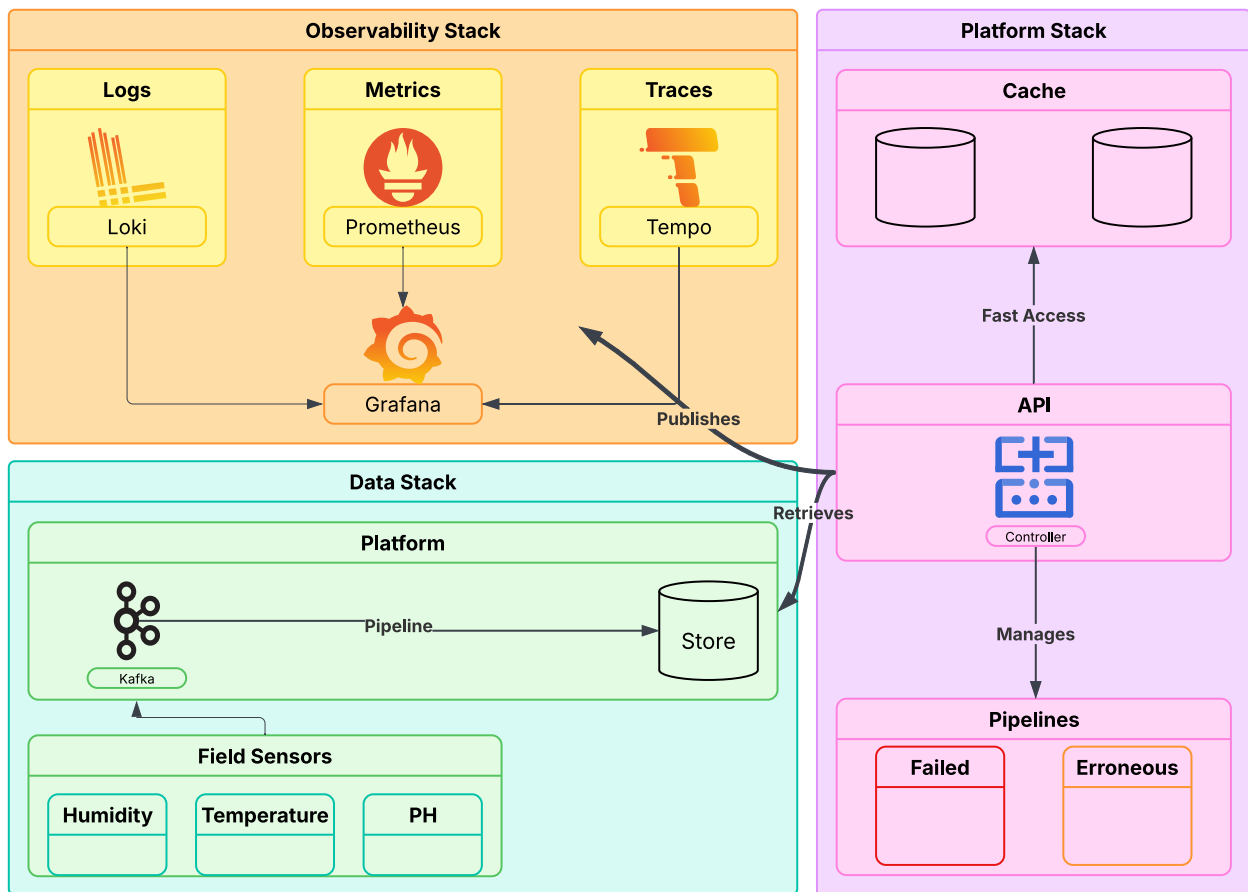 Observability Stack
Logs
Metrics
Traces
Loki
Prometheus
Tempo
Grafana
Publishes
Platform Stack
Cache
Fast Access
API
Controller
Manages
Pipelines
Failed
Erroneous
Data Stack
Retrieves
Platform
Pipeline
Store
Kafka
Field Sensors
Humidity
Temperature
PH